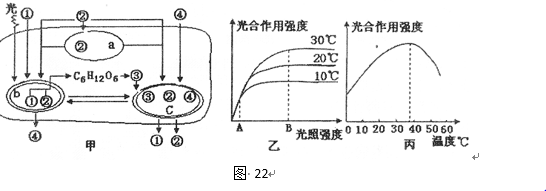 光 ① ② ④
② a
b C₆H₁₂O₆ ③
① ② ③ ② ④
C
④ 甲 ① ②
光合作用强度
30℃
20℃
10℃
A B 光照强度
乙
光合作用强度
0 10 20 30 40 50 60
温度℃
丙
图· 22